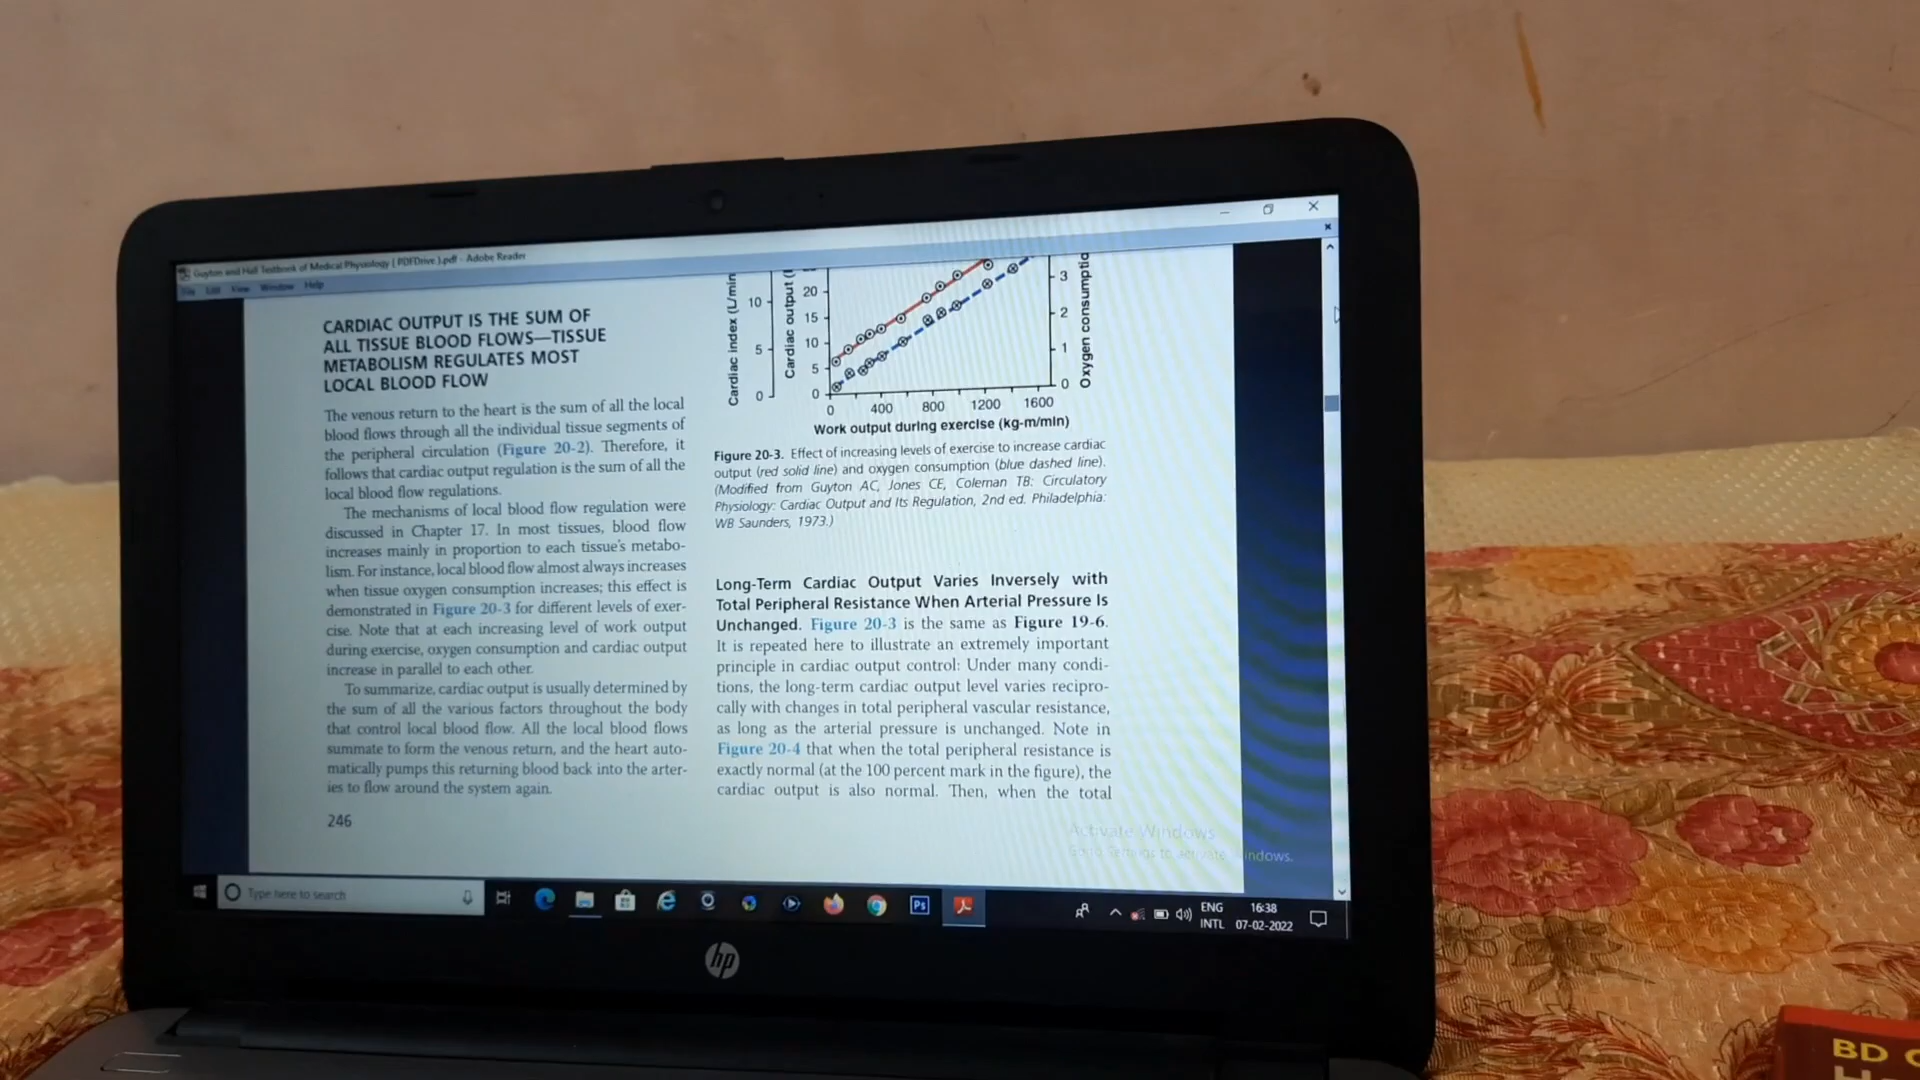 Guyton and Hall Textbook of Medical Physiology ( PDFDrive ).pdf - Adobe Reader
File Edit View Window Help
CARDIAC OUTPUT IS THE SUM OF
ALL TISSUE BLOOD FLOWS—TISSUE
METABOLISM REGULATES MOST
LOCAL BLOOD FLOW
The venous return to the heart is the sum of all the local
blood flows through all the individual tissue segments of
the peripheral circulation (Figure 20-2). Therefore, it
follows that cardiac output regulation is the sum of all the
local blood flow regulations.
The mechanisms of local blood flow regulation were
discussed in Chapter 17. In most tissues, blood flow
increases mainly in proportion to each tissue's metabo-
lism. For instance, local blood flow almost always increases
when tissue oxygen consumption increases; this effect is
demonstrated in Figure 20-3 for different levels of exer-
cise. Note that at each increasing level of work output
during exercise, oxygen consumption and cardiac output
increase in parallel to each other.
To summarize, cardiac output is usually determined by
the sum of all the various factors throughout the body
that control local blood flow. All the local blood flows
summate to form the venous return, and the heart auto-
matically pumps this returning blood back into the arter-
ies to flow around the system again.
246
Cardiac index (L/min
10
5
0
Cardiac output (
20
15
10
5
0
3
2
1
0
Oxygen consumptio
0 400 800 1200 1600
Work output during exercise (kg-m/min)
Figure 20-3. Effect of increasing levels of exercise to increase cardiac
output (red solid line) and oxygen consumption (blue dashed line).
(Modified from Guyton AC, Jones CE, Coleman TB: Circulatory
Physiology: Cardiac Output and Its Regulation, 2nd ed. Philadelphia:
WB Saunders, 1973.)
Long-Term Cardiac Output Varies Inversely with
Total Peripheral Resistance When Arterial Pressure Is
Unchanged. Figure 20-3 is the same as Figure 19-6.
It is repeated here to illustrate an extremely important
principle in cardiac output control: Under many condi-
tions, the long-term cardiac output level varies recipro-
cally with changes in total peripheral vascular resistance,
as long as the arterial pressure is unchanged. Note in
Figure 20-4 that when the total peripheral resistance is
exactly normal (at the 100 percent mark in the figure), the
cardiac output is also normal. Then, when the total
Activate Windows
Go to Settings to activate Windows.
Type here to search
Ps
ENG
INTL
16:38
07-02-2022
hp
BD